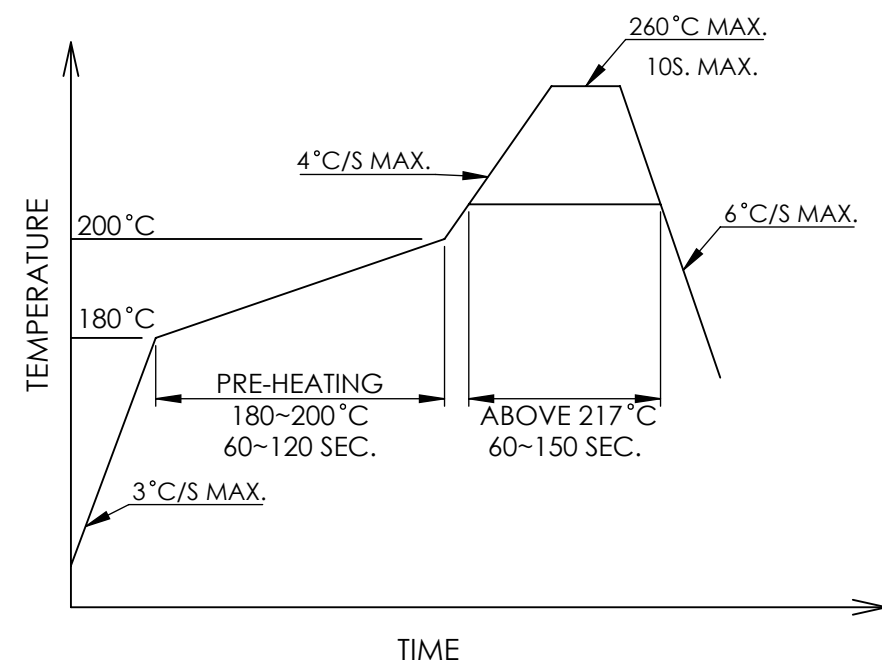 260°C MAX.
10S. MAX.
4°C/S MAX.
6°C/S MAX.
200°C
180°C
TEMPERATURE
PRE-HEATING
180~200°C
60~120 SEC.
ABOVE 217°C
60~150 SEC.
3°C/S MAX.
TIME